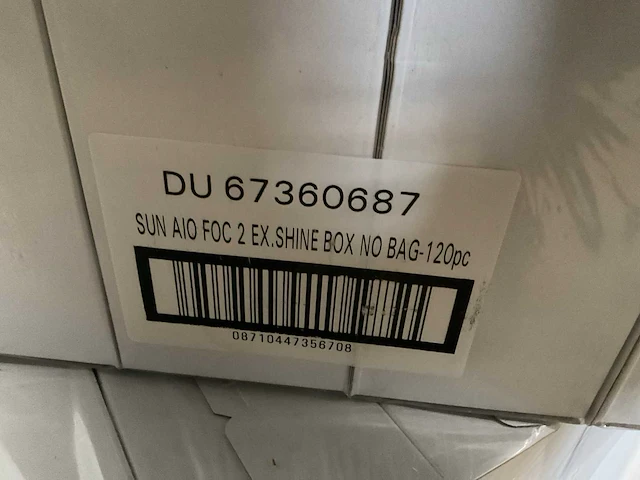 DU 67360687
SUN AIO FOC 2 EX.SHINE BOX NO BAG-120pc
08710447356708